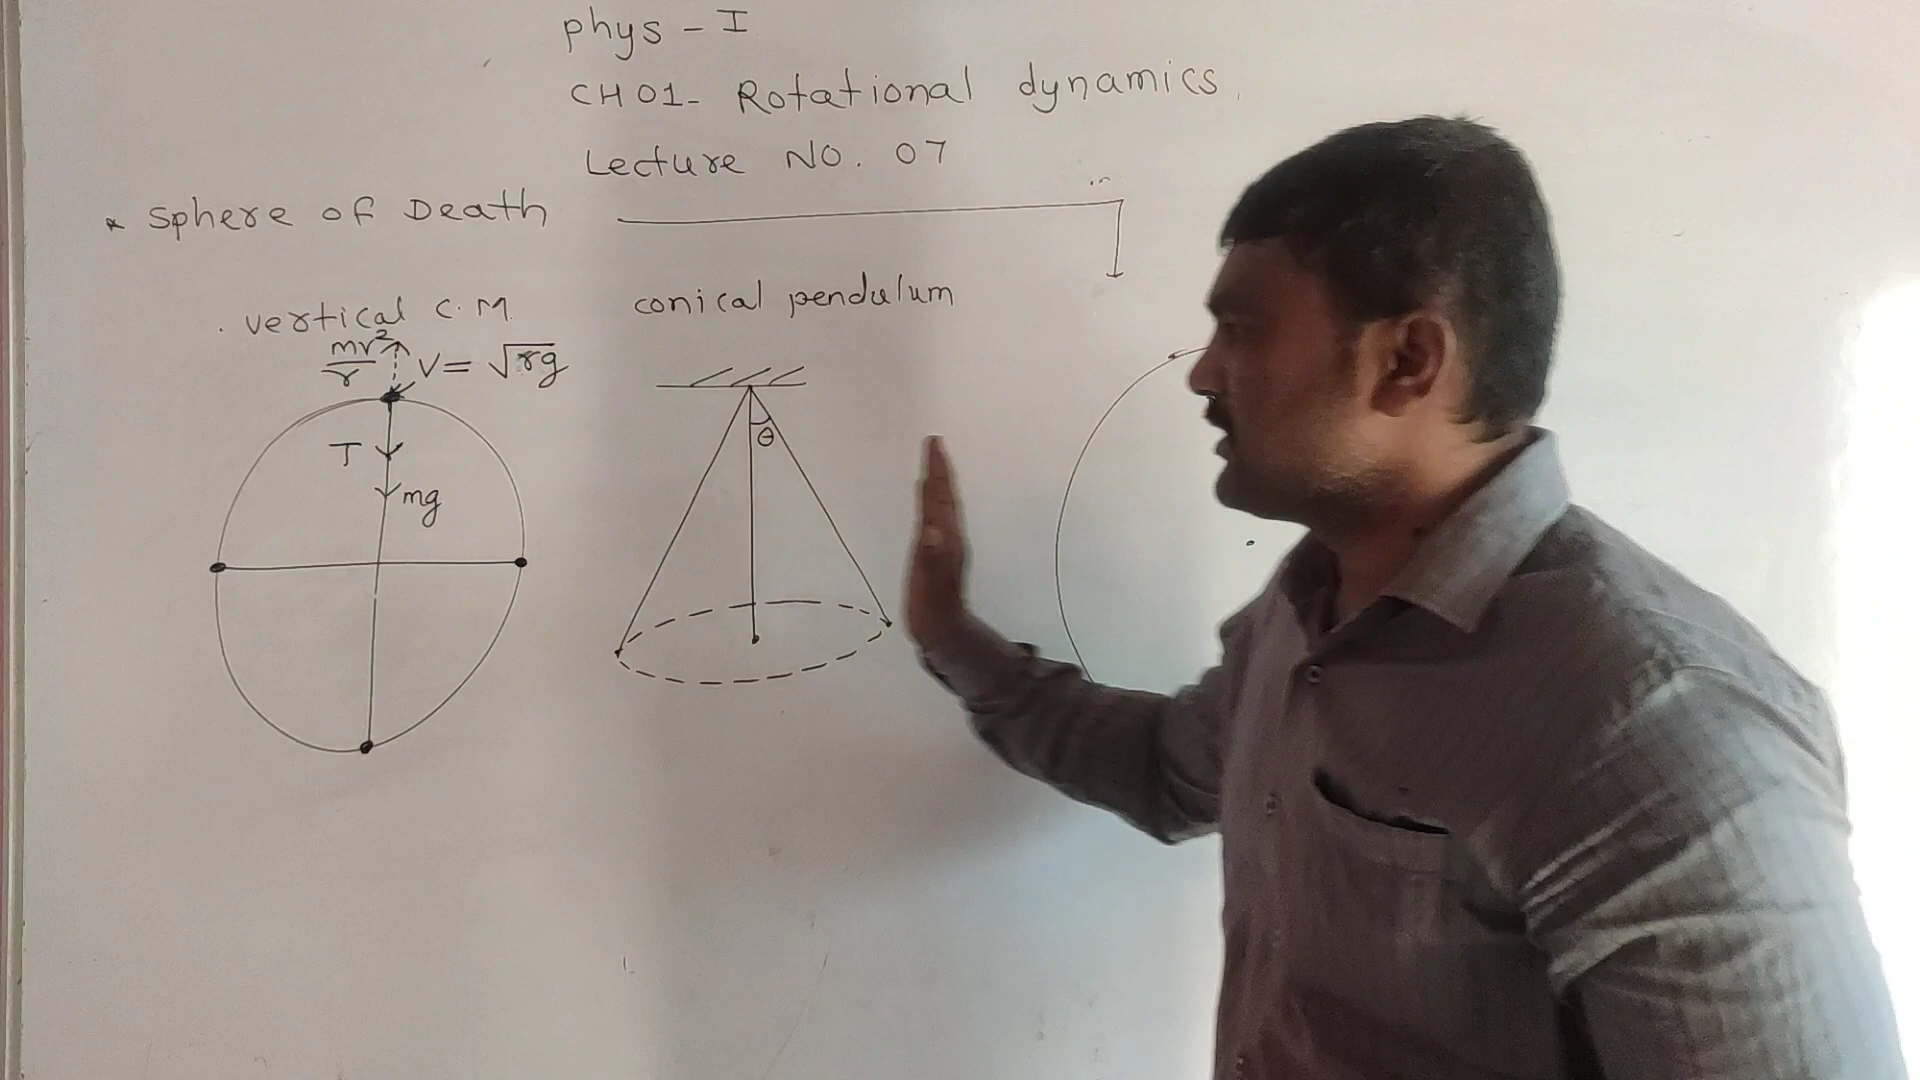 phys - I
CH01- Rotational dynamics
Lecture No. 07
* Sphere of Death
. vertical C.M.
conical pendulum
mv²/r
V = √rg
T
mg
θ